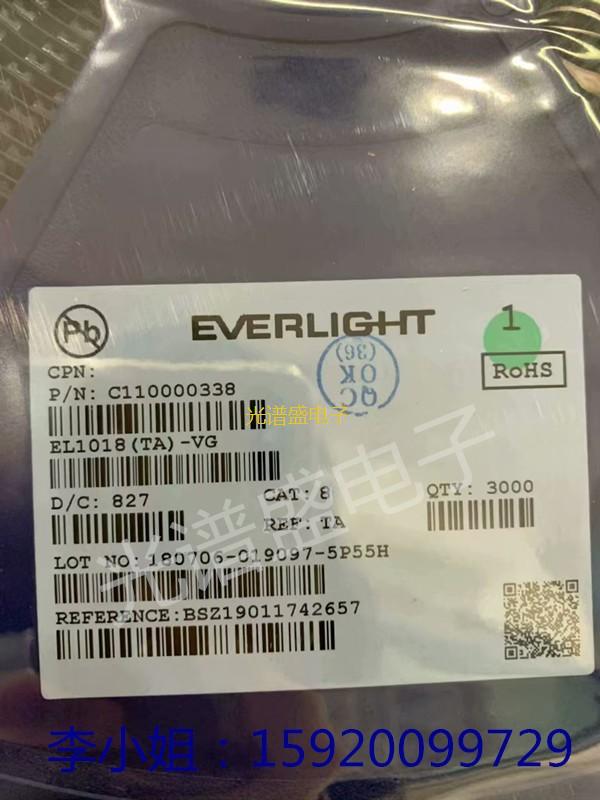 Pb
EVERLIGHT
1
RoHS
QC
OK
(36)
CPN:
P/N: C110000338
光谱盛电子
EL1018(TA)-VG
D/C: 827
CAT: 8
QTY: 3000
REF: TA
光谱盛电子
LOT NO: 180706-019097-5P55H
REFERENCE:BSZ19011742657
李小姐：15920099729